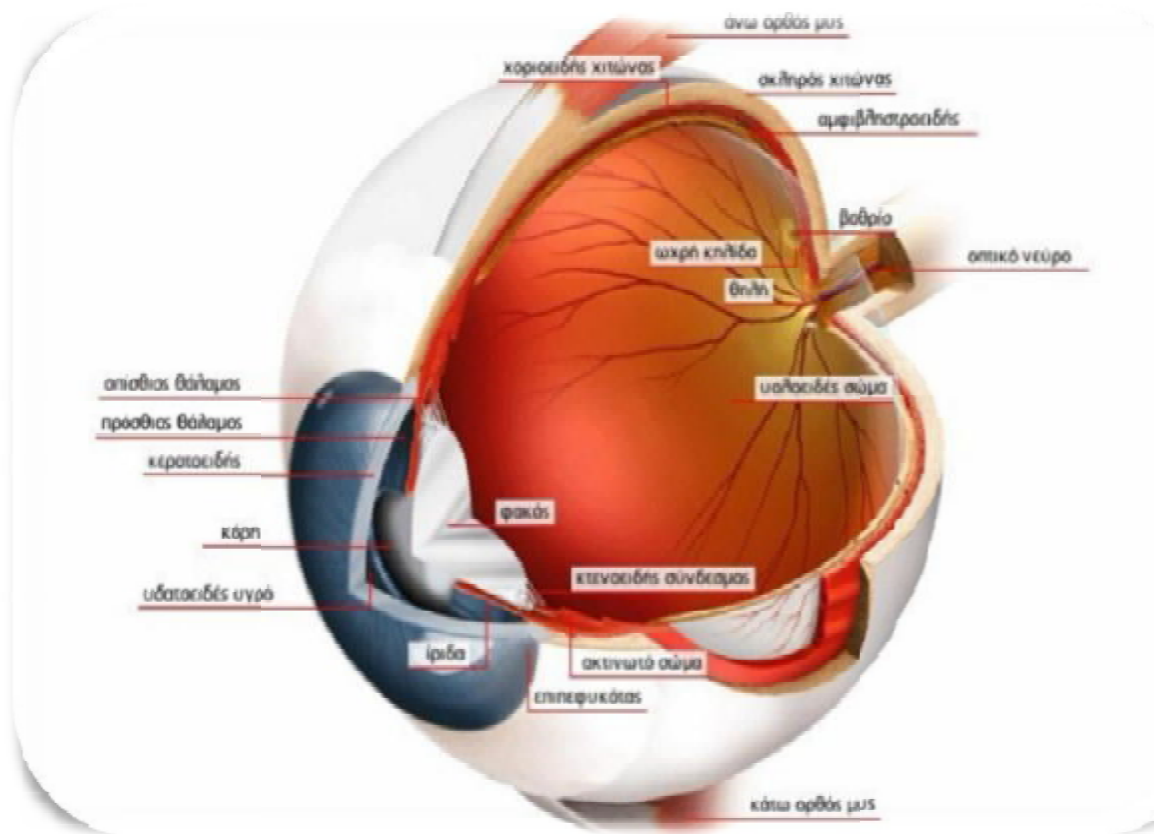 άνω ορθός μυς
χοριοειδής χιτώνας
σκληρός χιτώνας
αμφιβληστροειδής
βοθρίο
ωχρή κηλίδα
οπτικό νεύρο
θηλή
οπίσθιος θάλαμος
υαλοειδές σώμα
πρόσθιος θάλαμος
κερατοειδής
φακός
κόρη
κτενοειδής σύνδεσμος
υδατοειδές υγρό
ίριδα
ακτινωτό σώμα
επιπεφυκότας
κάτω ορθός μυς